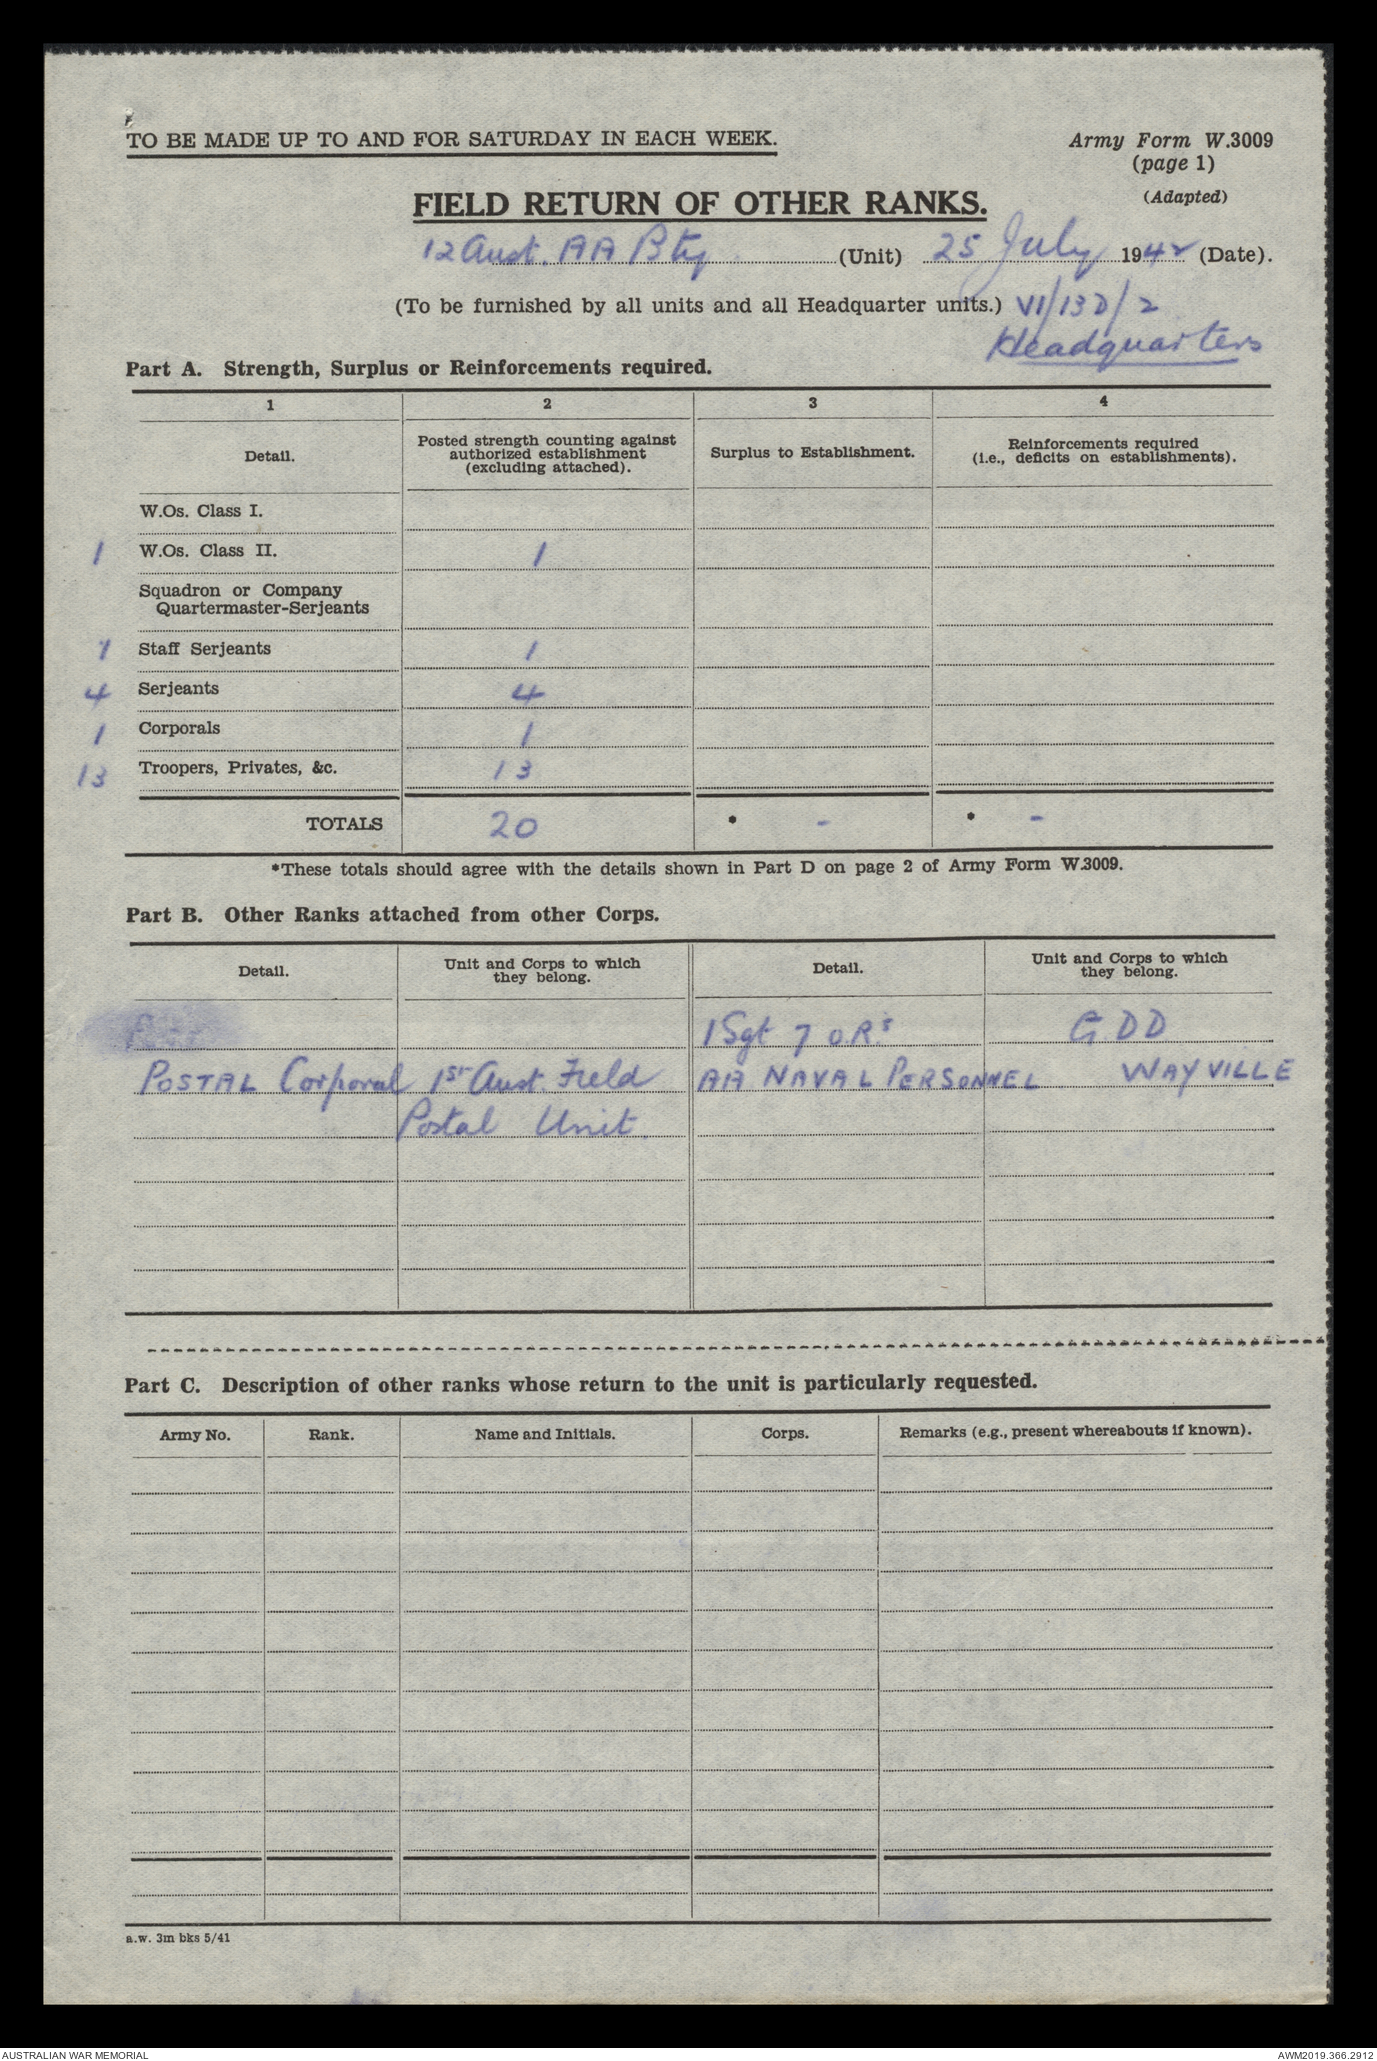 TO BE MADE UP TO AND FOR SATURDAY IN EACH WEEK.
Army Form W.3009
(page 1)
(Adapted)
FIELD RETURN OF OTHER RANKS.
12 Aust. AA Bty (Unit) 25 July 1942 (Date).
(To be furnished by all units and all Headquarter units.) VI/13D/2
Headquarters
Part A. Strength, Surplus or Reinforcements required.
1 2 3 4
Detail. Posted strength counting against authorized establishment (excluding attached). Surplus to Establishment. Reinforcements required (i.e., deficits on establishments).
W.Os. Class I.
1 W.Os. Class II. 1
Squadron or Company
Quartermaster-Serjeants
1 Staff Serjeants 1
4 Serjeants 4
1 Corporals 1
13 Troopers, Privates, &c. 13
TOTALS 20 * - * -
*These totals should agree with the details shown in Part D on page 2 of Army Form W.3009.
Part B. Other Ranks attached from other Corps.
Detail. Unit and Corps to which they belong. Detail. Unit and Corps to which they belong.
1 Sgt 7 O.Rs G.D.D
POSTAL Corporal 1st Aust. Field AA NAVAL PERSONNEL WAYVILLE
Postal Unit.
Part C. Description of other ranks whose return to the unit is particularly requested.
Army No. Rank. Name and Initials. Corps. Remarks (e.g., present whereabouts if known).
a.w. 3m bks 5/41
AUSTRALIAN WAR MEMORIAL AWM2019.366.2912